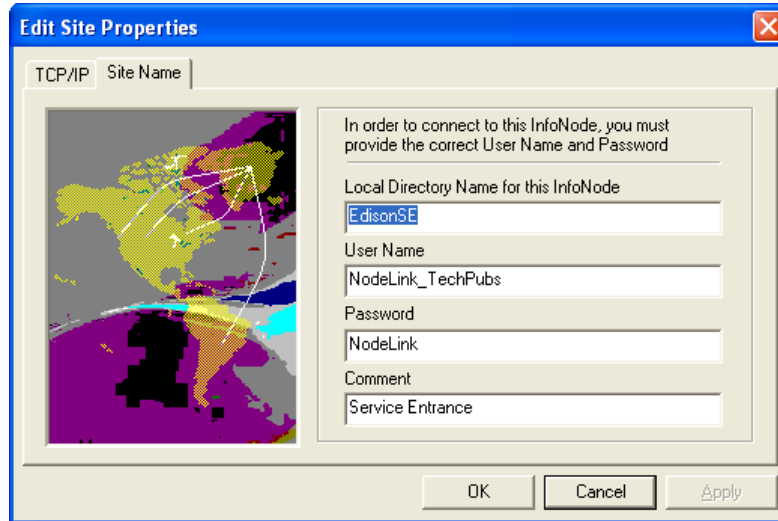 Edit Site Properties
TCP/IP Site Name
In order to connect to this InfoNode, you must
provide the correct User Name and Password
Local Directory Name for this InfoNode
EdisonSE
User Name
NodeLink_TechPubs
Password
NodeLink
Comment
Service Entrance
OK Cancel Apply